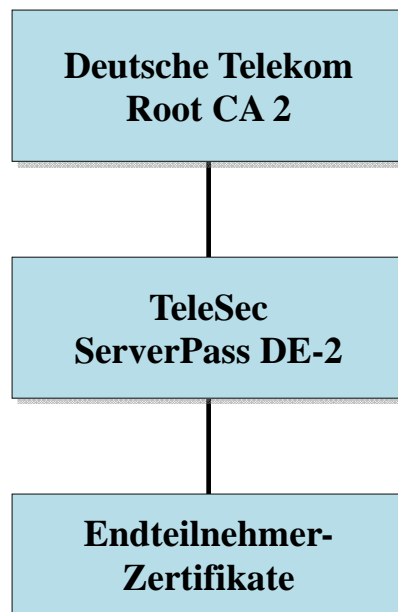 Deutsche Telekom
Root CA 2
TeleSec
ServerPass DE-2
Endteilnehmer-
Zertifikate